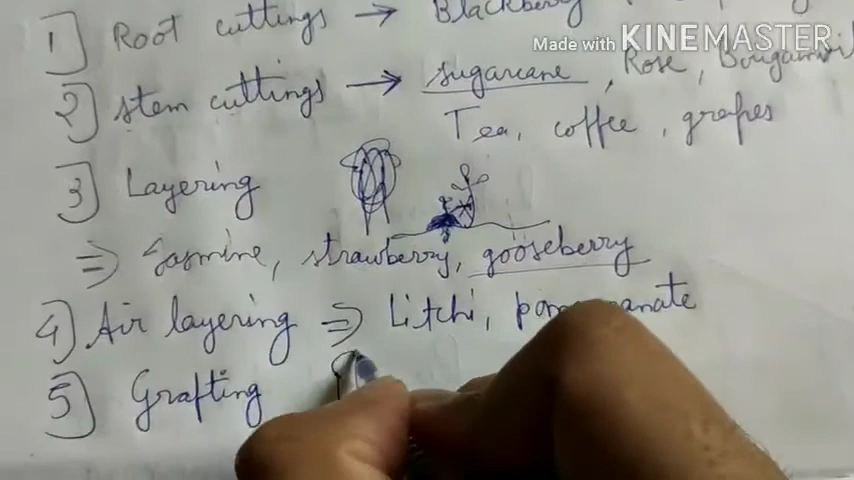 1] Root cuttings → Blackberry
Made with KINEMASTER
2] stem cuttings → sugarcane, Rose,
Tea, coffee, grapes
3] Layering
⇒ Jasmine, strawberry, gooseberry
4] Air layering ⇒ Litchi,
5] Grafting